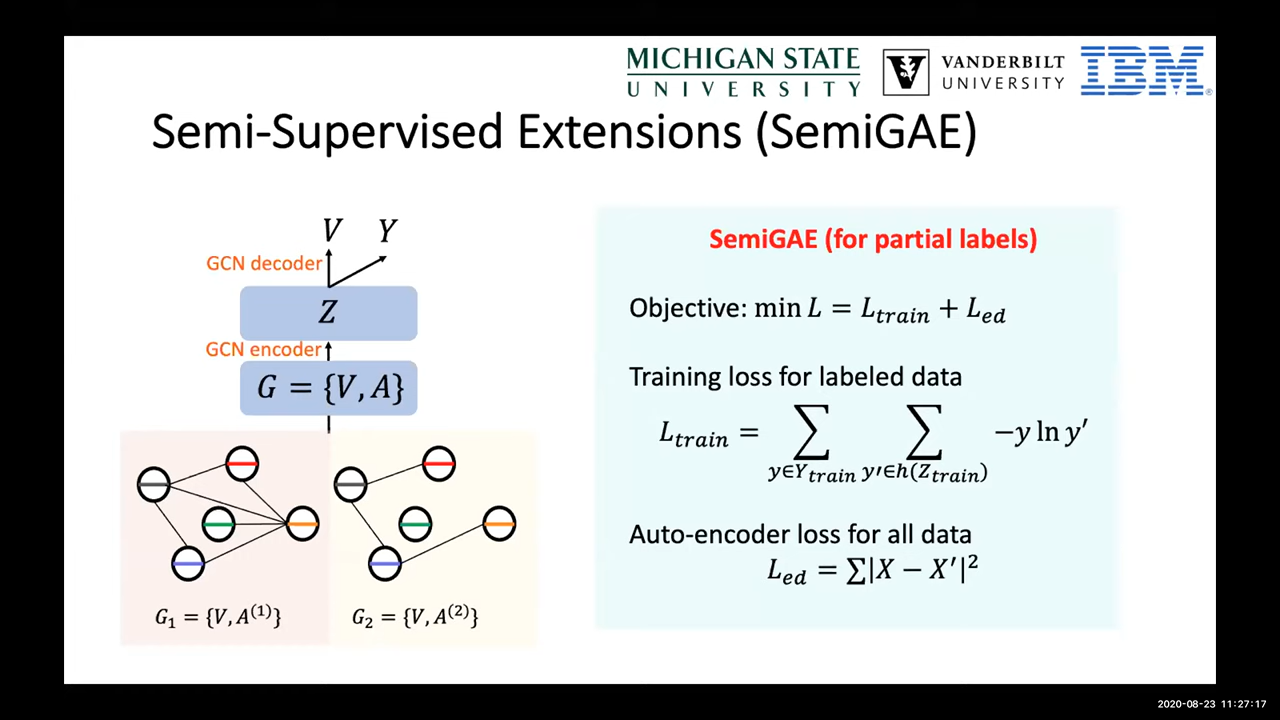 MICHIGAN STATE
UNIVERSITY
VANDERBILT
UNIVERSITY
IBM
Semi-Supervised Extensions (SemiGAE)
V Y
GCN decoder
Z
GCN encoder
G = {V, A}
G₁ = {V, A⁽¹⁾}
G₂ = {V, A⁽²⁾}
SemiGAE (for partial labels)
Objective: min L = L_train + L_ed
Training loss for labeled data
L_train = ∑_{y∈Y_train} ∑_{y′∈h(Z_train)} −y ln y′
Auto-encoder loss for all data
L_ed = ∑|X − X′|²
2020-08-23 11:27:17